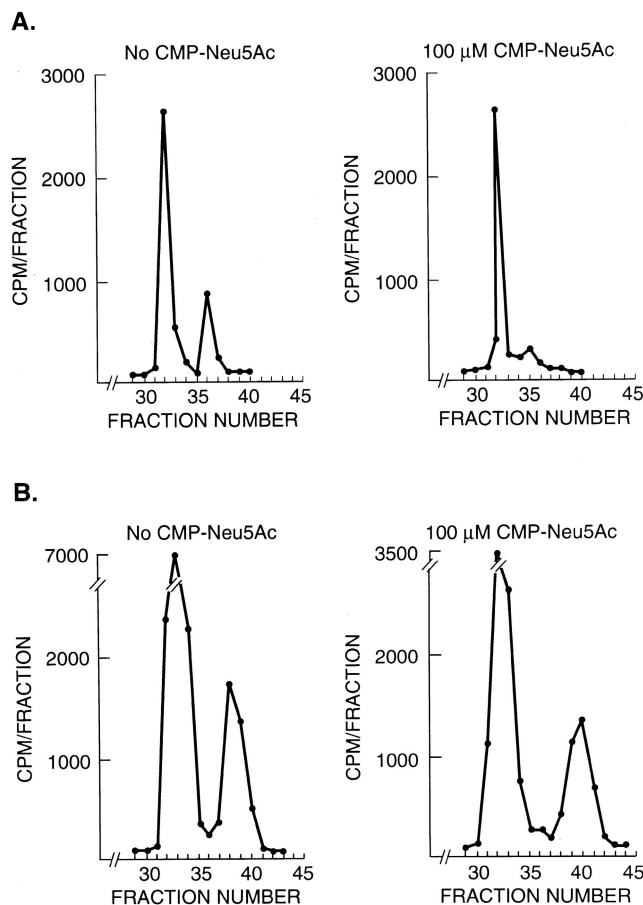 A.
No CMP-Neu5Ac
3000
2000
1000
CPM/FRACTION
30 35 40 45
FRACTION NUMBER
100 μM CMP-Neu5Ac
3000
2000
1000
CPM/FRACTION
30 35 40 45
FRACTION NUMBER
B.
No CMP-Neu5Ac
7000
2000
1000
CPM/FRACTION
30 35 40 45
FRACTION NUMBER
100 μM CMP-Neu5Ac
3500
2000
1000
CPM/FRACTION
30 35 40 45
FRACTION NUMBER